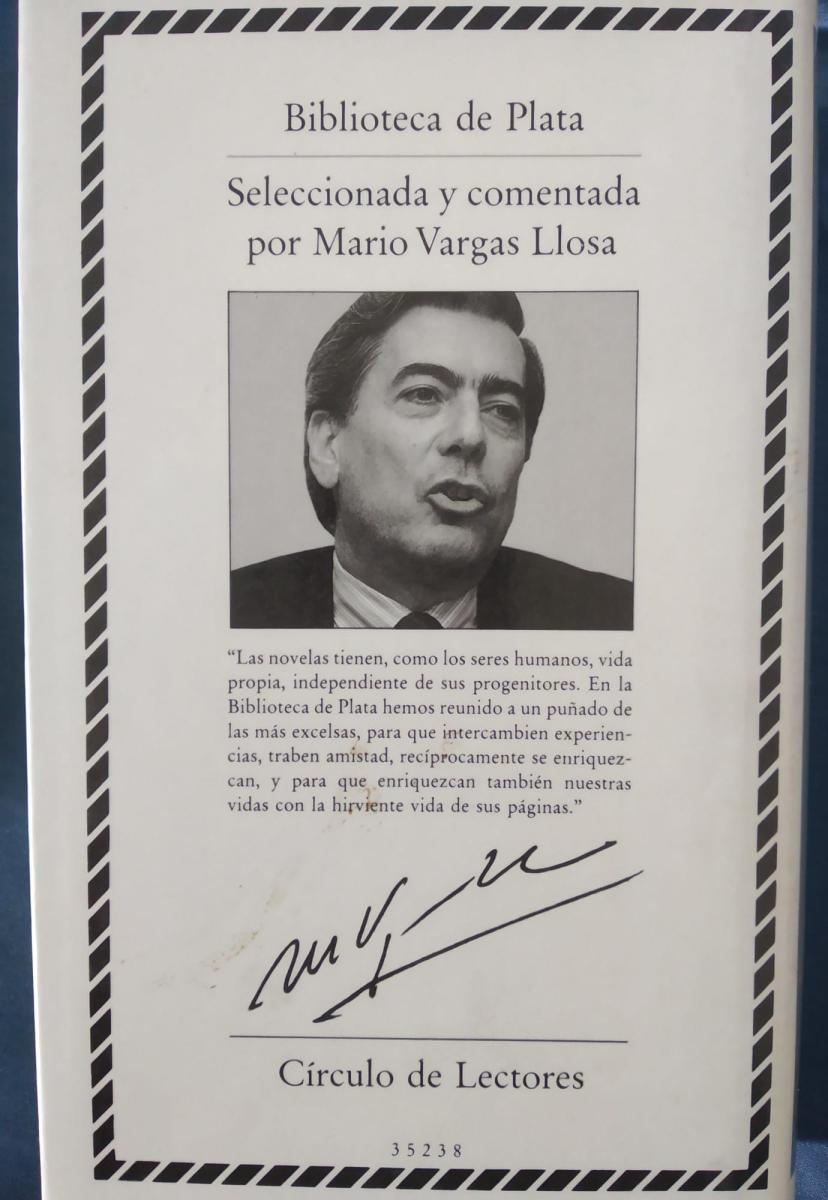 Biblioteca de Plata
Seleccionada y comentada
por Mario Vargas Llosa
“Las novelas tienen, como los seres humanos, vida
propia, independiente de sus progenitores. En la
Biblioteca de Plata hemos reunido a un puñado de
las más excelsas, para que intercambien experien-
cias, traben amistad, recíprocamente se enriquez-
can, y para que enriquezcan también nuestras
vidas con la hirviente vida de sus páginas.”
Círculo de Lectores
35238